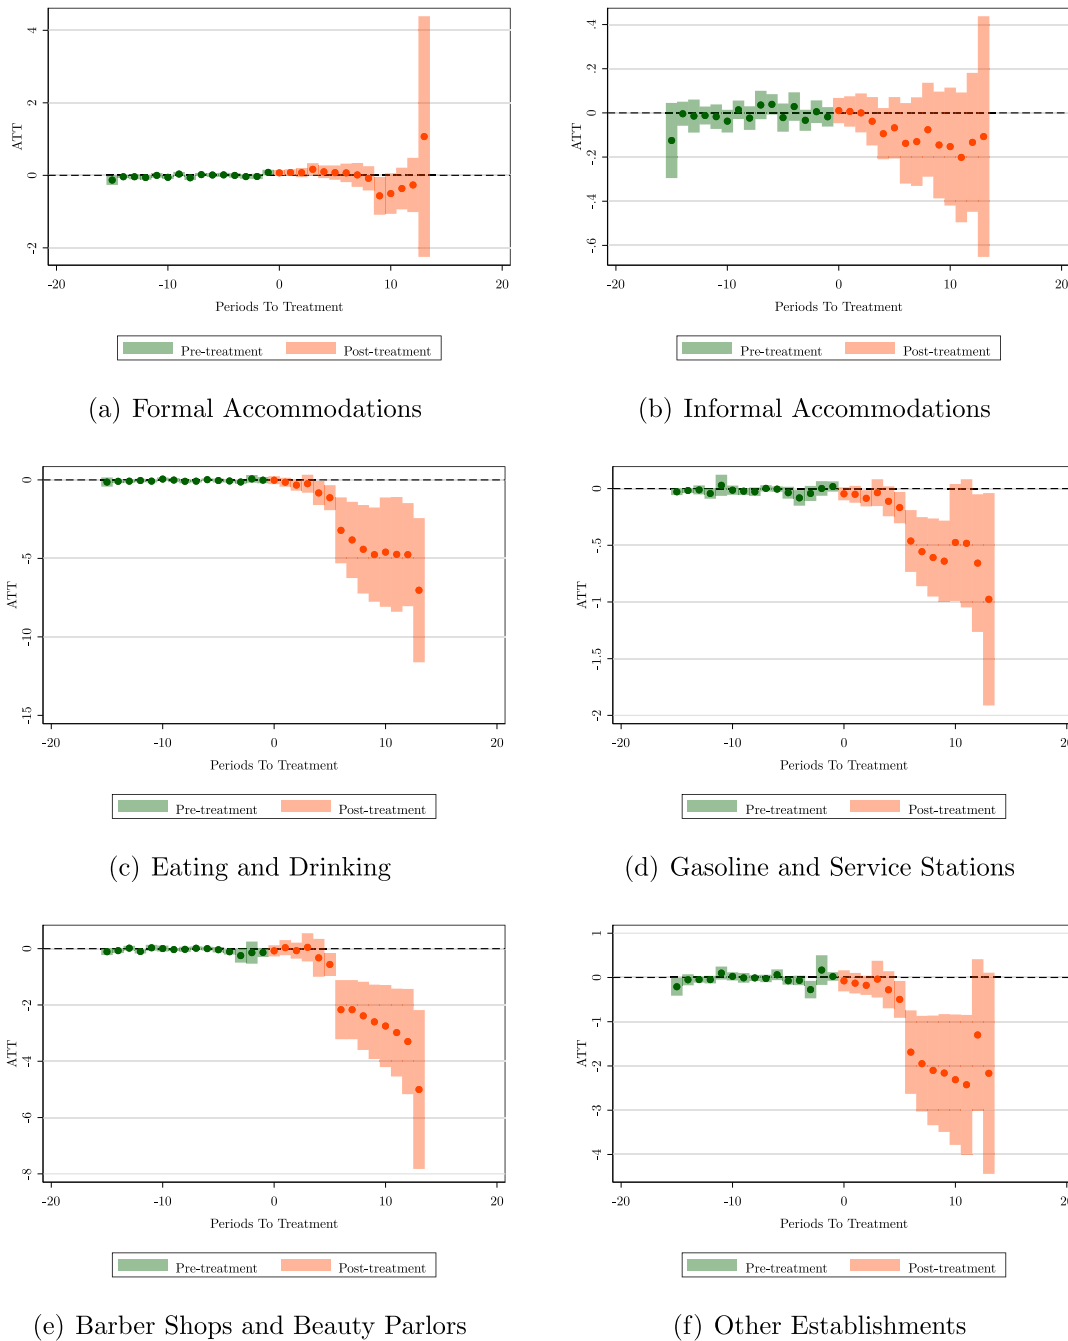 4
2
0
-2
ATT
-20 -10 0 10 20
Periods To Treatment
Pre-treatment Post-treatment
(a) Formal Accommodations
.4
.2
0
-.2
-.4
-.6
ATT
-20 -10 0 10 20
Periods To Treatment
Pre-treatment Post-treatment
(b) Informal Accommodations
0
-5
-10
-15
ATT
-20 -10 0 10 20
Periods To Treatment
Pre-treatment Post-treatment
(c) Eating and Drinking
0
-.5
-1
-1.5
-2
ATT
-20 -10 0 10 20
Periods To Treatment
Pre-treatment Post-treatment
(d) Gasoline and Service Stations
0
-2
-4
-6
-8
ATT
-20 -10 0 10 20
Periods To Treatment
Pre-treatment Post-treatment
(e) Barber Shops and Beauty Parlors
1
0
-1
-2
-3
-4
ATT
-20 -10 0 10 20
Periods To Treatment
Pre-treatment Post-treatment
(f) Other Establishments